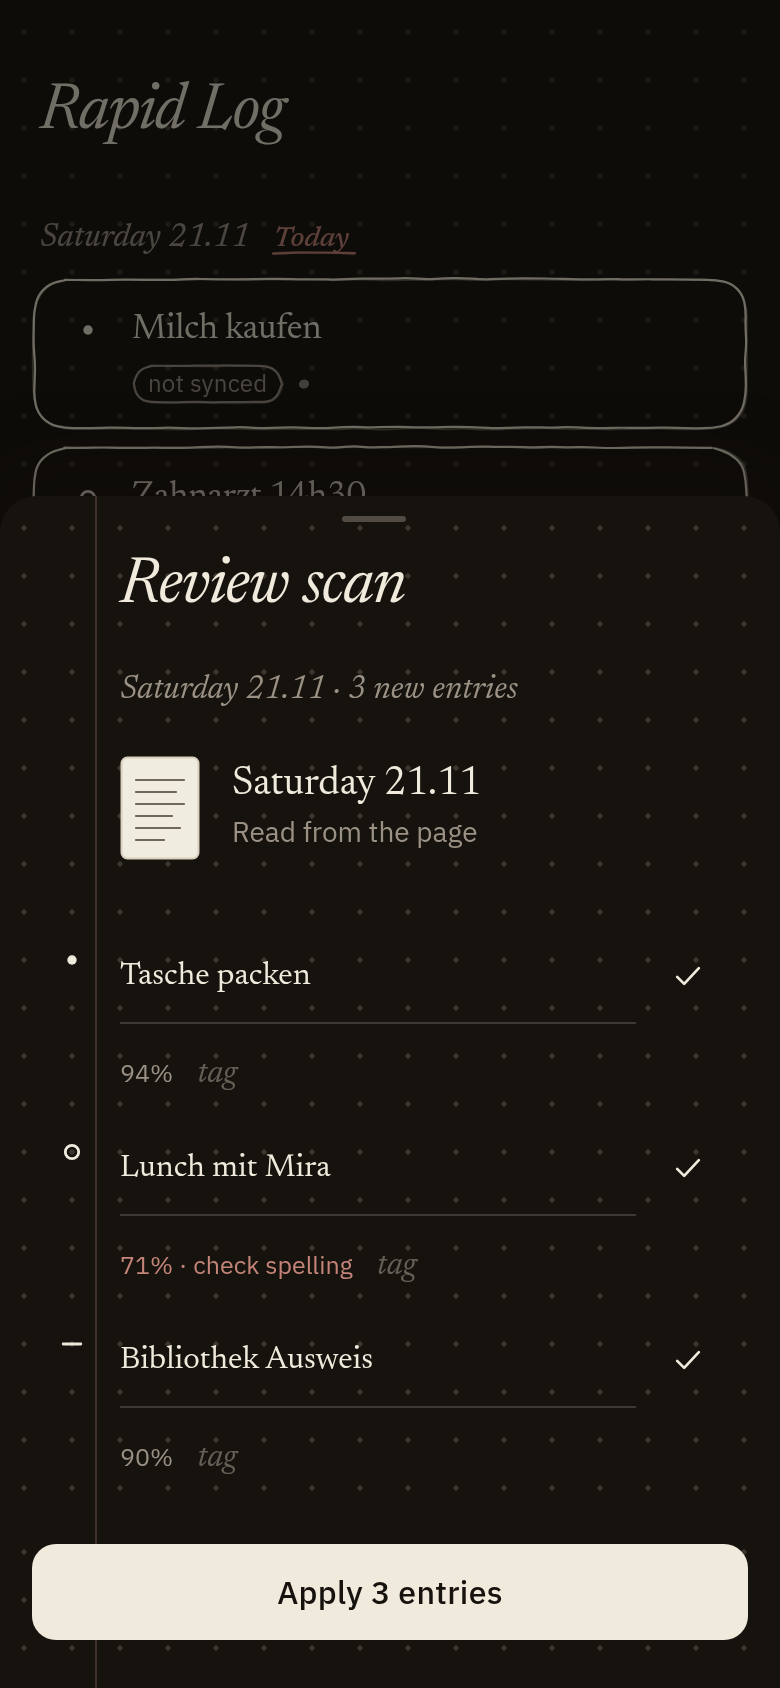 Rapid Log
Saturday 21.11 Today
• Milch kaufen
not synced •
Zahnarzt 14h30
Review scan
Saturday 21.11 · 3 new entries
Saturday 21.11
Read from the page
Tasche packen
94% tag
Lunch mit Mira
71% · check spelling tag
Bibliothek Ausweis
90% tag
Apply 3 entries